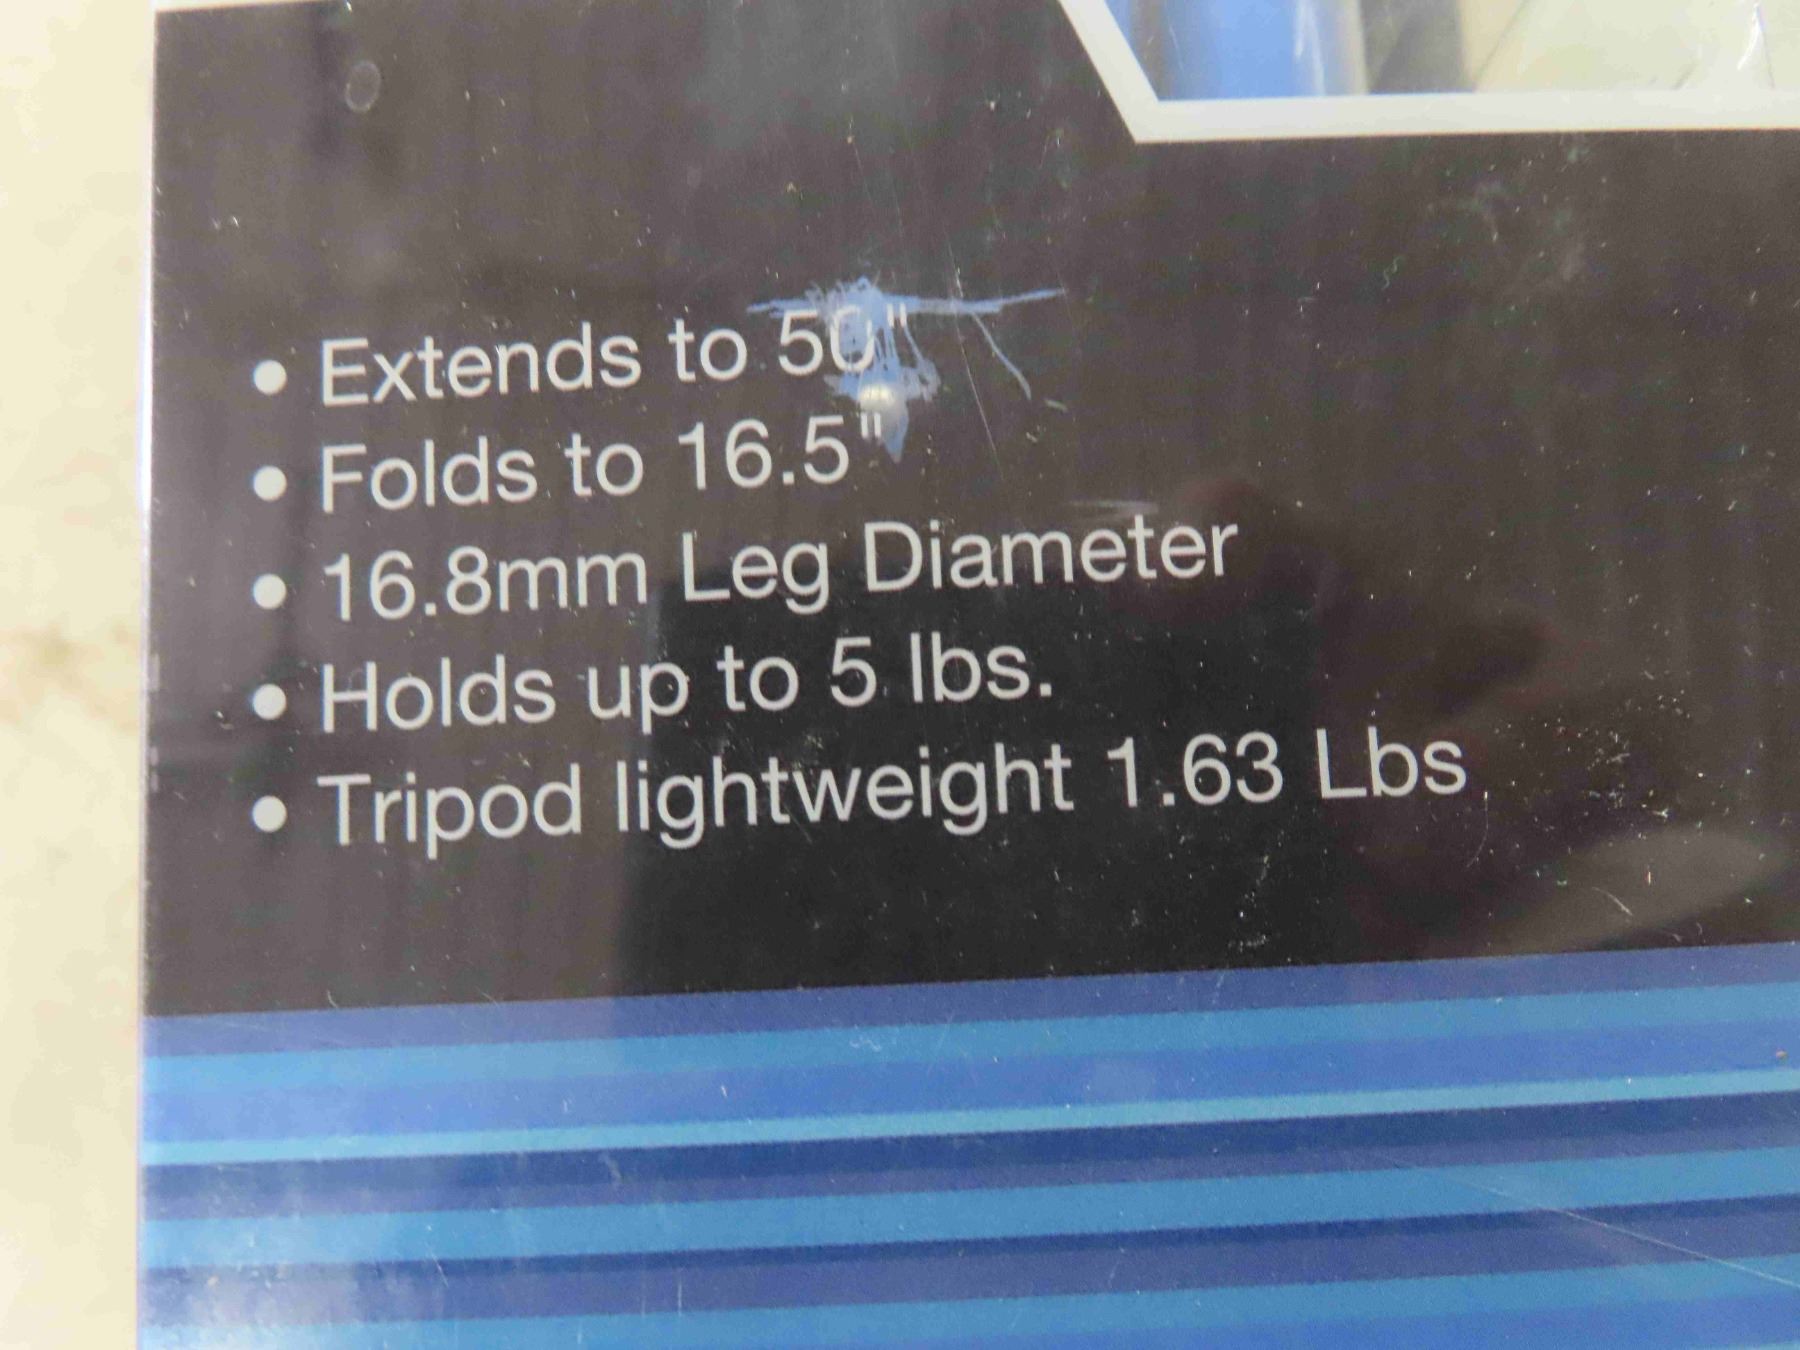 • Extends to 50"
• Folds to 16.5"
• 16.8mm Leg Diameter
• Holds up to 5 lbs.
• Tripod lightweight 1.63 Lbs